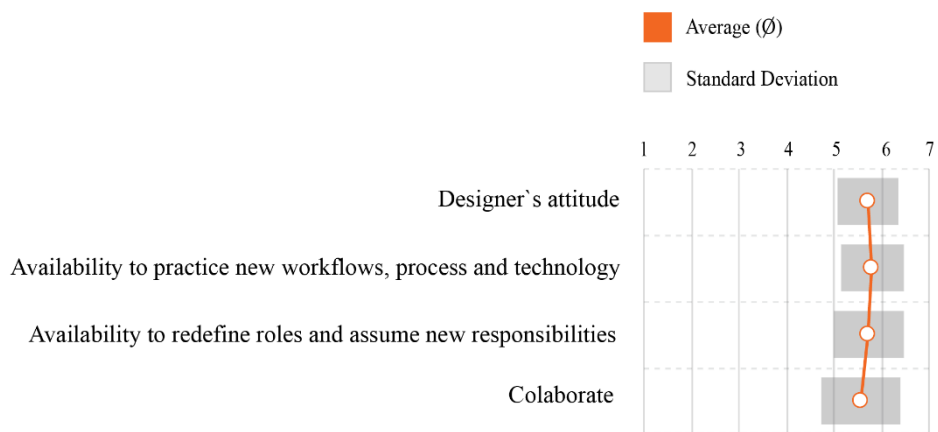 Average (Ø)
Standard Deviation
1 2 3 4 5 6 7
Designer`s attitude
Availability to practice new workflows, process and technology
Availability to redefine roles and assume new responsibilities
Colaborate